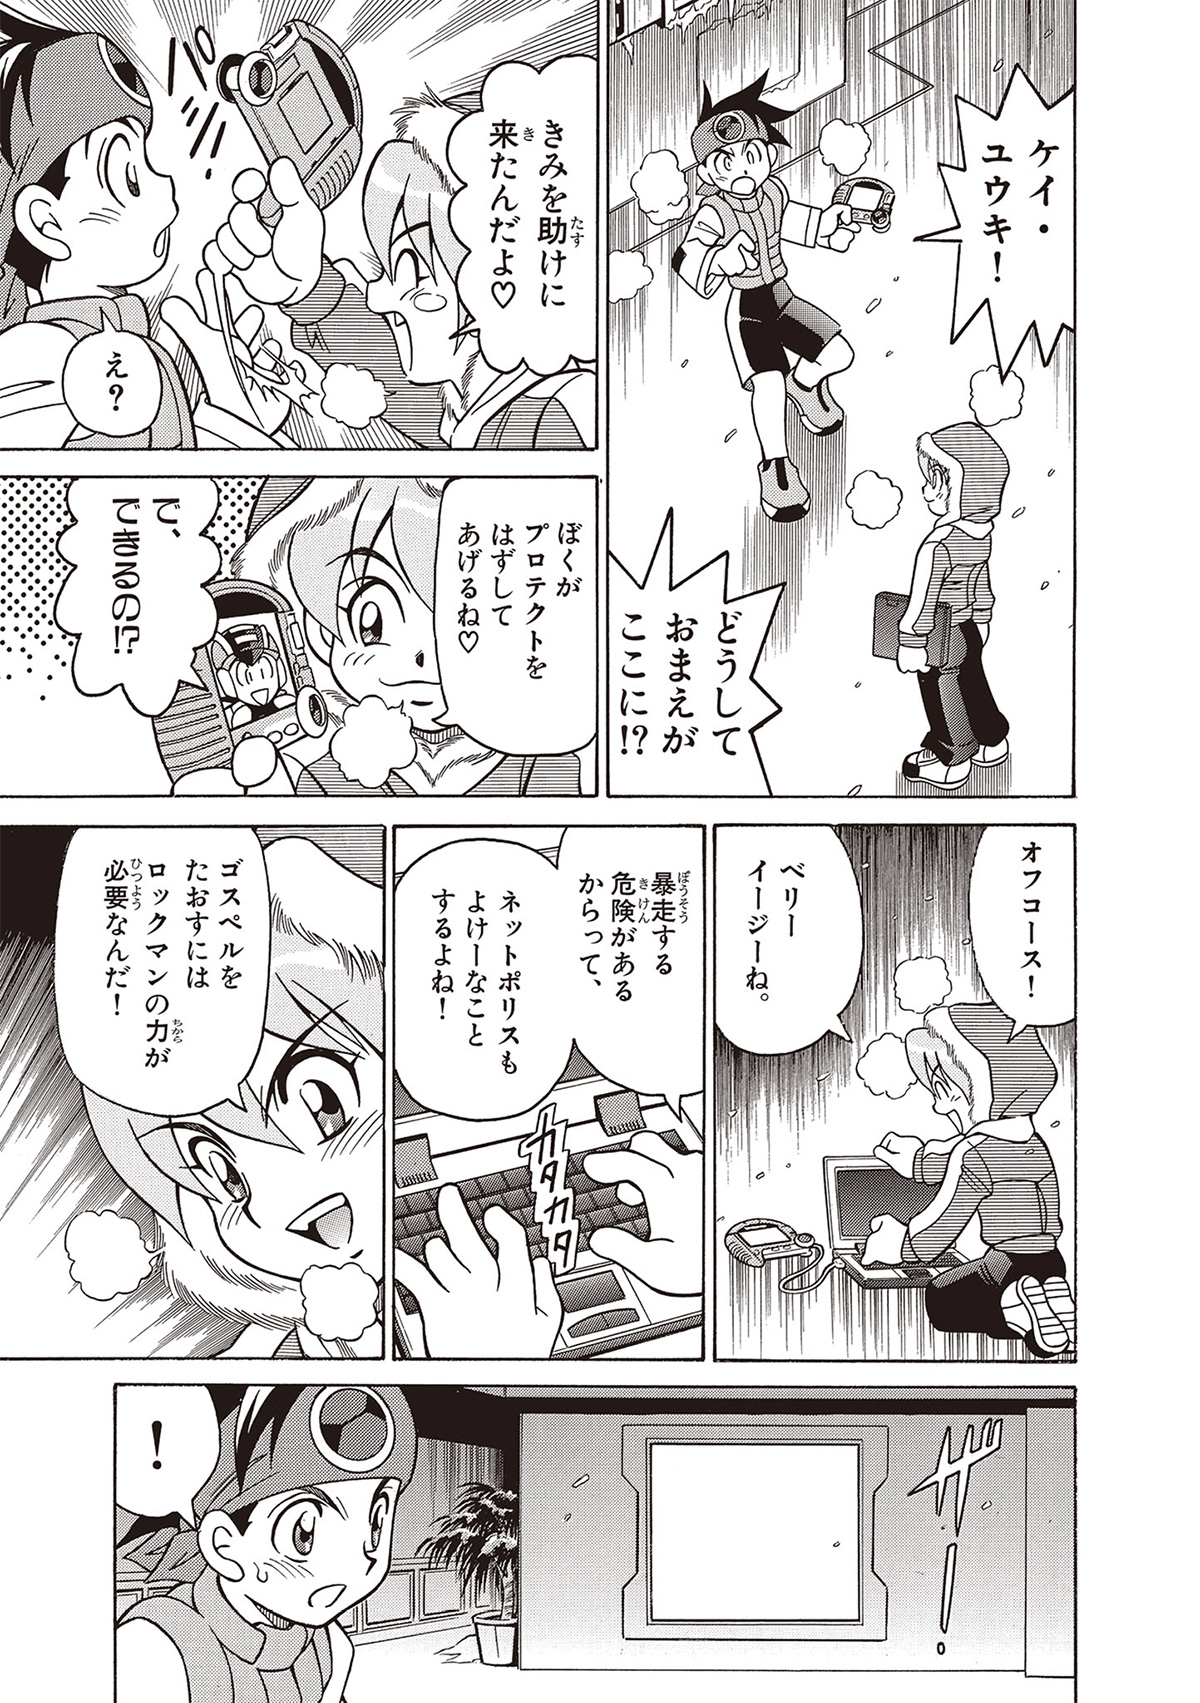 ケイ・
ユウキ！
どうして
おまえが
ここに!?
きみを助けに
来たんだよ♡
え？
ぼくが
プロテクトを
はずして
あげるね♡
で、
できるの!?
オフコース！
ベリー
イージーね。
暴走する
危険がある
からって、
ネットポリスも
よけーなこと
するよね！
カタカタ
ゴスペルを
たおすには
ロックマンの力が
必要なんだ！
ザー…。
！